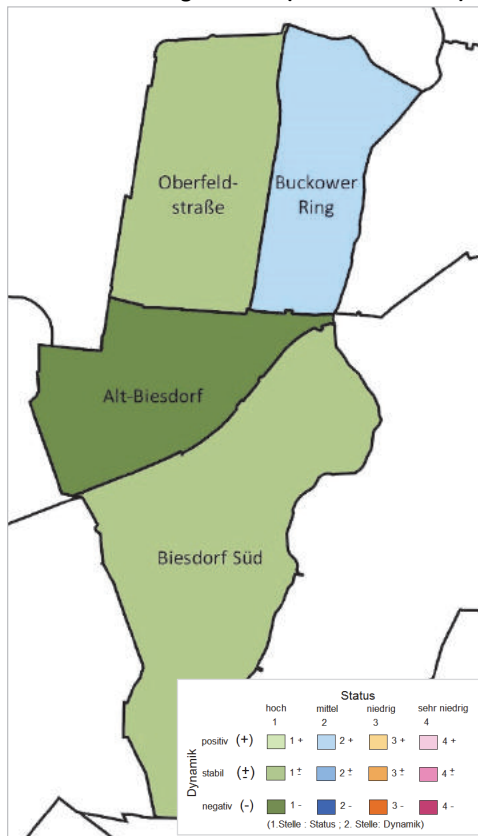 Oberfeld-
straße
Buckower
Ring
Alt-Biesdorf
Biesdorf Süd
Status
hoch mittel niedrig sehr niedrig
1 2 3 4
Dynamik
positiv (+) 1 + 2 + 3 + 4 +
stabil (±) 1 ± 2 ± 3 ± 4 ±
negativ (-) 1 - 2 - 3 - 4 -
(1.Stelle : Status ; 2. Stelle: Dynamik)